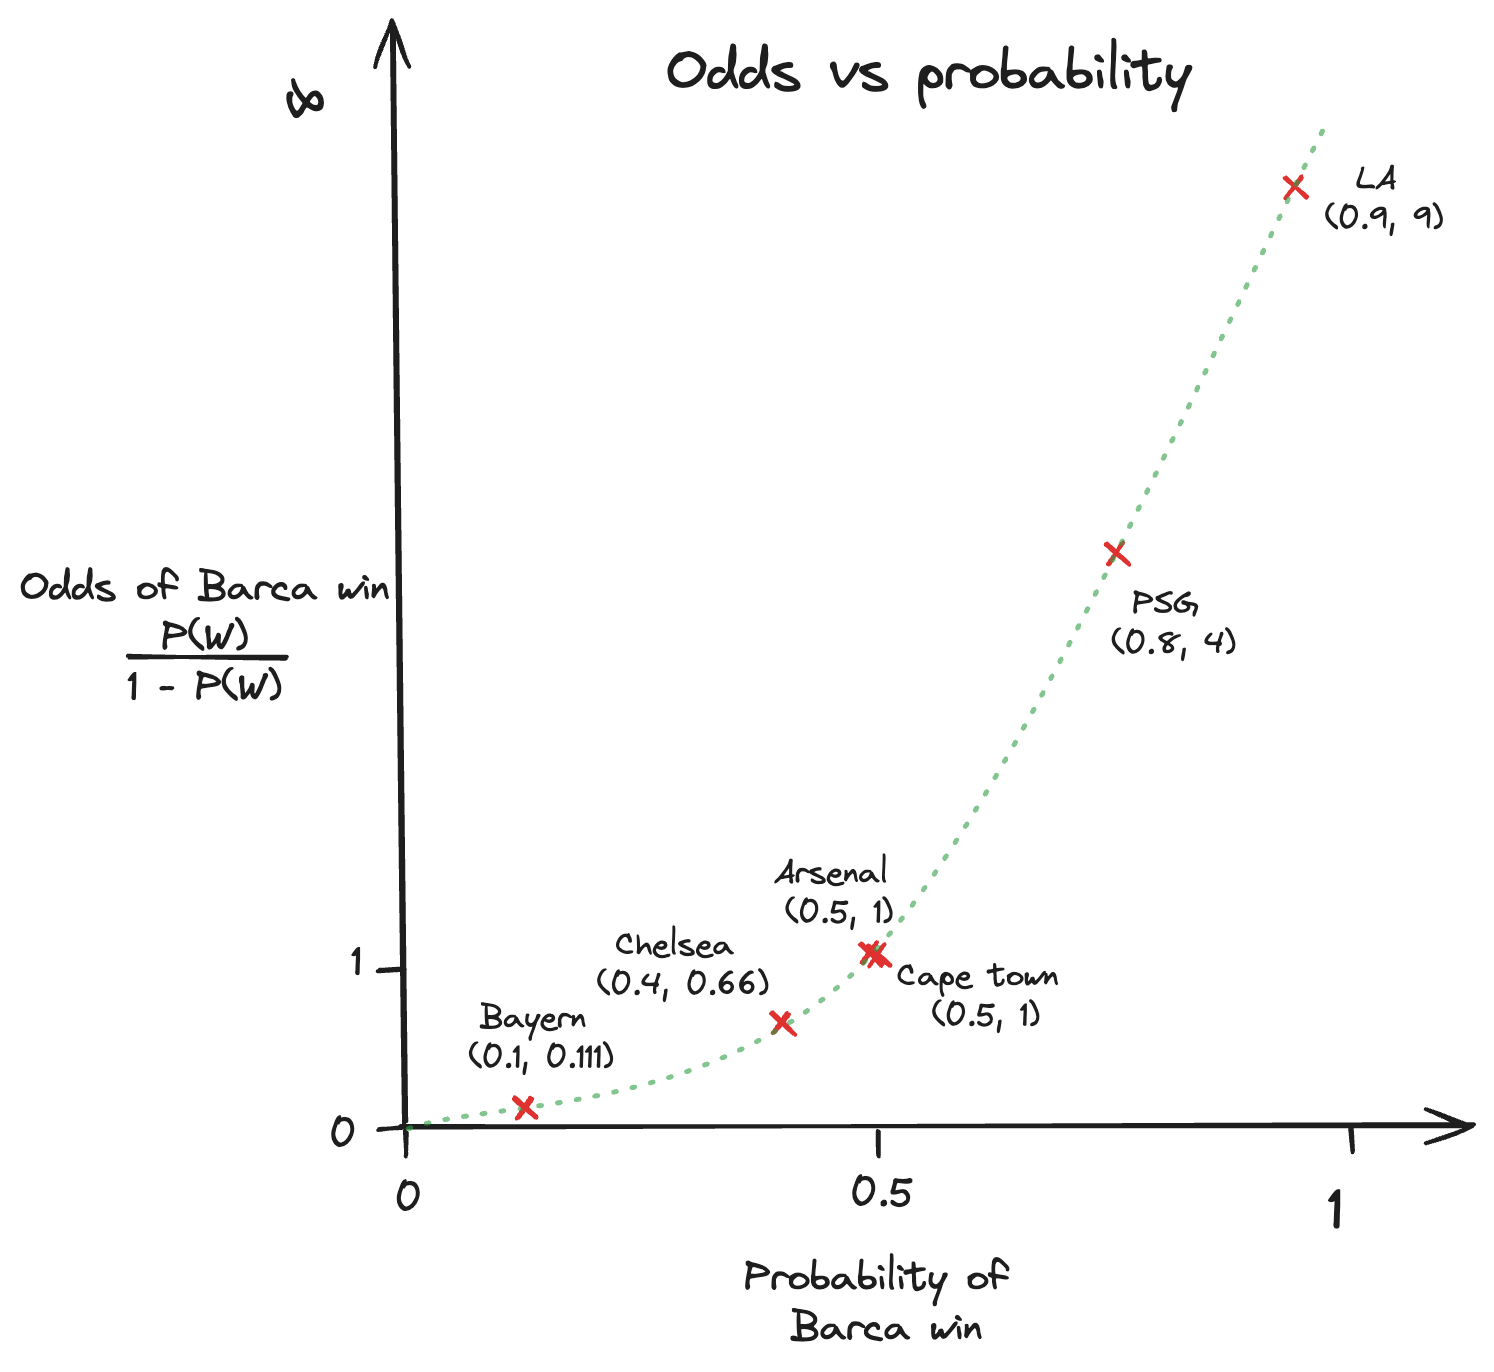 Odds vs probability
∞
LA
(0.9, 9)
Odds of Barca win
P(W)
1 - P(W)
PSG
(0.8, 4)
Arsenal
(0.5, 1)
Chelsea
(0.4, 0.66)
1
Cape town
(0.5, 1)
Bayern
(0.1, 0.111)
0
0
0.5
1
Probability of
Barca win